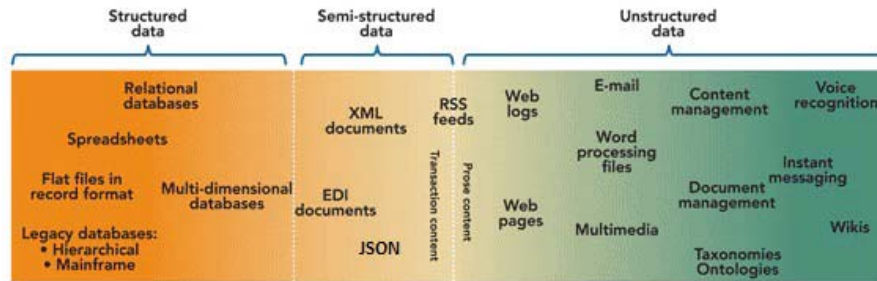 Structured
data
Semi-structured
data
Unstructured
data
Relational
databases
Spreadsheets
Flat files in
record format
Multi-dimensional
databases
Legacy databases:
• Hierarchical
• Mainframe
XML
documents
EDI
documents
JSON
RSS
feeds
Transaction content
Prose content
Web
logs
Web
pages
E-mail
Word
processing
files
Multimedia
Content
management
Document
management
Taxonomies
Ontologies
Voice
recognition
Instant
messaging
Wikis